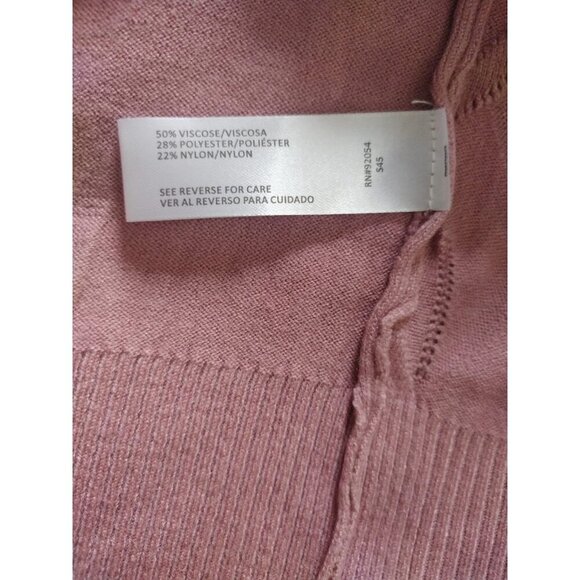 50% VISCOSE/VISCOSA
28% POLYESTER/POLIÉSTER
22% NYLON/NYLON
SEE REVERSE FOR CARE
VER AL REVERSO PARA CUIDADO
RN#92054
S45